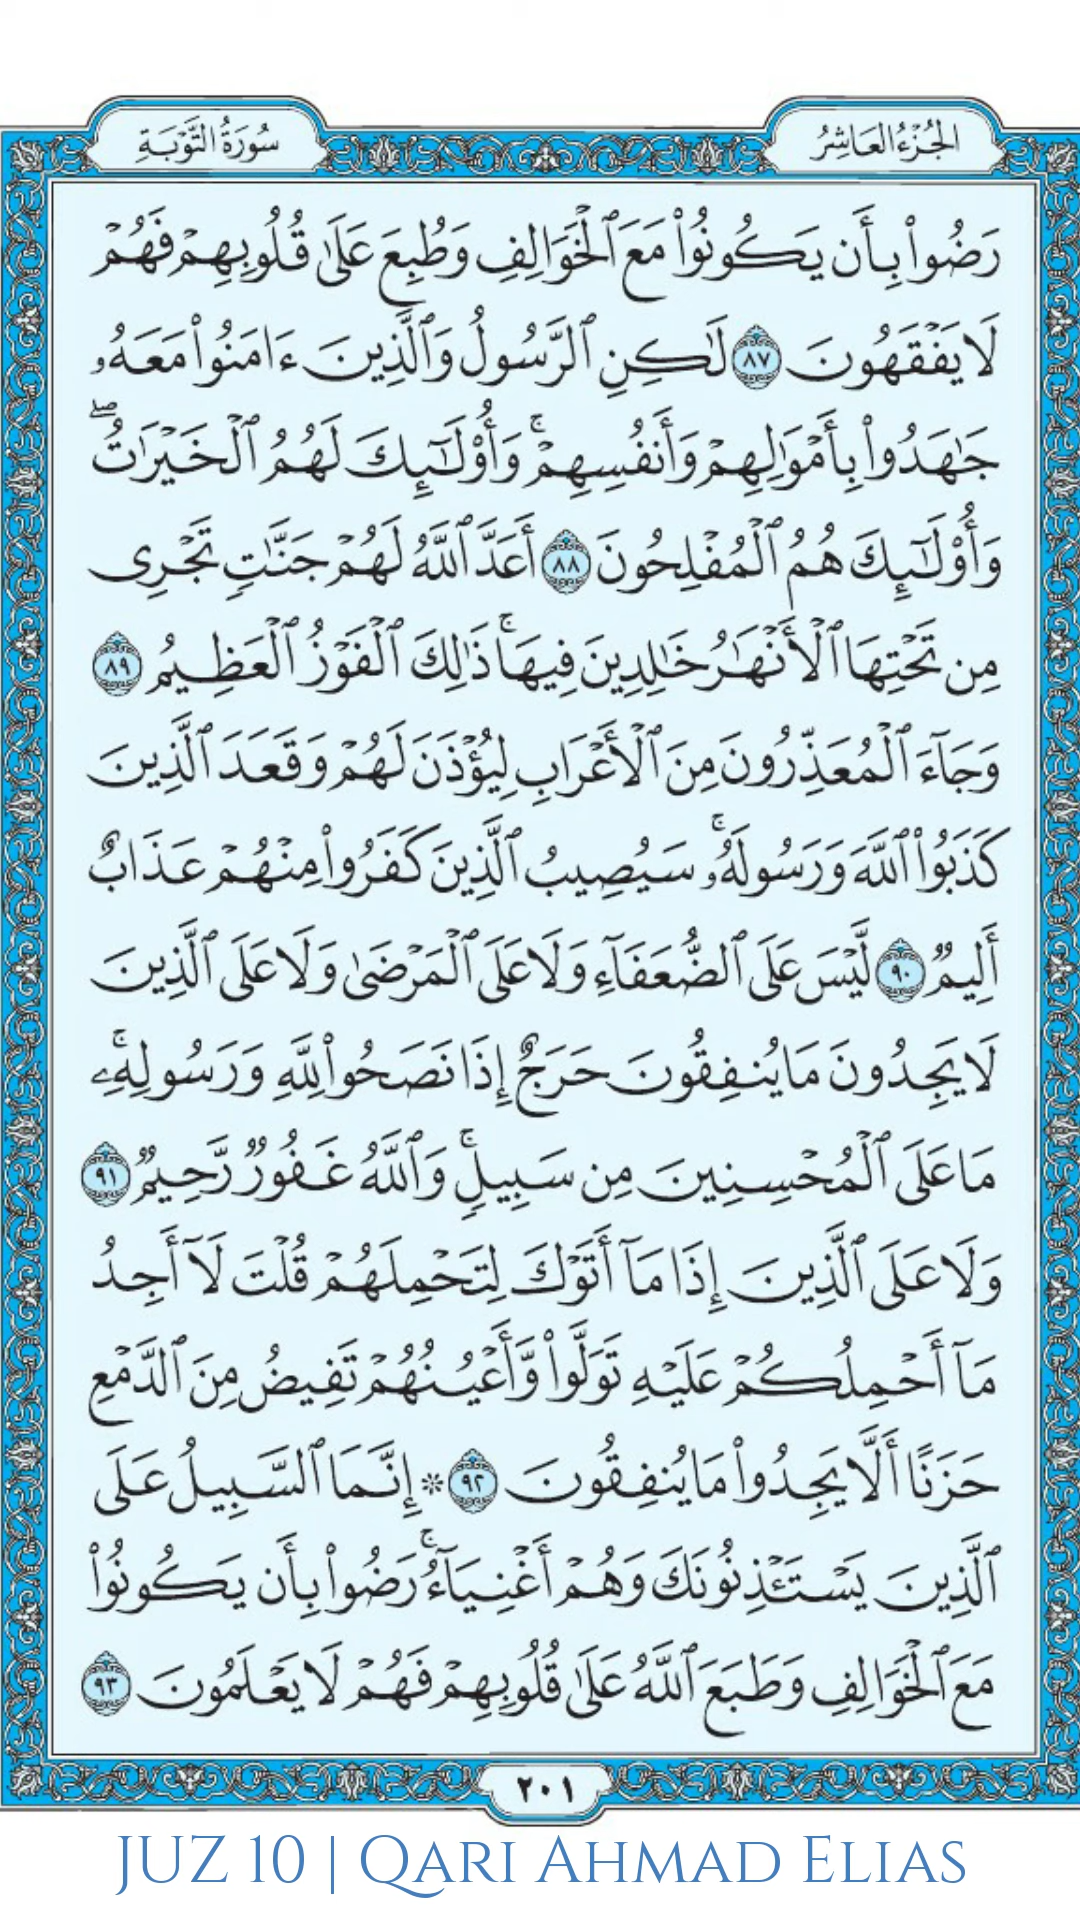 الجُزْءُ العَاشِرُ
سُورَةُ التَّوْبَةِ
رَضُوا۟ بِأَن يَكُونُوا۟ مَعَ ٱلْخَوَالِفِ وَطُبِعَ عَلَىٰ قُلُوبِهِمْ فَهُمْ
لَا يَفْقَهُونَ ٨٧ لَٰكِنِ ٱلرَّسُولُ وَٱلَّذِينَ ءَامَنُوا۟ مَعَهُۥ
جَٰهَدُوا۟ بِأَمْوَٰلِهِمْ وَأَنفُسِهِمْ ۚ وَأُو۟لَٰٓئِكَ لَهُمُ ٱلْخَيْرَٰتُ ۖ
وَأُو۟لَٰٓئِكَ هُمُ ٱلْمُفْلِحُونَ ٨٨ أَعَدَّ ٱللَّهُ لَهُمْ جَنَّٰتٍ تَجْرِى
مِن تَحْتِهَا ٱلْأَنْهَٰرُ خَٰلِدِينَ فِيهَا ۚ ذَٰلِكَ ٱلْفَوْزُ ٱلْعَظِيمُ ٨٩
وَجَآءَ ٱلْمُعَذِّرُونَ مِنَ ٱلْأَعْرَابِ لِيُؤْذَنَ لَهُمْ وَقَعَدَ ٱلَّذِينَ
كَذَبُوا۟ ٱللَّهَ وَرَسُولَهُۥ ۚ سَيُصِيبُ ٱلَّذِينَ كَفَرُوا۟ مِنْهُمْ عَذَابٌ
أَلِيمٌ ٩٠ لَّيْسَ عَلَى ٱلضُّعَفَآءِ وَلَا عَلَى ٱلْمَرْضَىٰ وَلَا عَلَى ٱلَّذِينَ
لَا يَجِدُونَ مَا يُنفِقُونَ حَرَجٌ إِذَا نَصَحُوا۟ لِلَّهِ وَرَسُولِهِۦ ۚ
مَا عَلَى ٱلْمُحْسِنِينَ مِن سَبِيلٍ ۚ وَٱللَّهُ غَفُورٌ رَّحِيمٌ ٩١
وَلَا عَلَى ٱلَّذِينَ إِذَا مَآ أَتَوْكَ لِتَحْمِلَهُمْ قُلْتَ لَآ أَجِدُ
مَآ أَحْمِلُكُمْ عَلَيْهِ تَوَلَّوا۟ وَّأَعْيُنُهُمْ تَفِيضُ مِنَ ٱلدَّمْعِ
حَزَنًا أَلَّا يَجِدُوا۟ مَا يُنفِقُونَ ٩٢ ۞ إِنَّمَا ٱلسَّبِيلُ عَلَى
ٱلَّذِينَ يَسْتَـْٔذِنُونَكَ وَهُمْ أَغْنِيَآءُ ۚ رَضُوا۟ بِأَن يَكُونُوا۟
مَعَ ٱلْخَوَالِفِ وَطَبَعَ ٱللَّهُ عَلَىٰ قُلُوبِهِمْ فَهُمْ لَا يَعْلَمُونَ ٩٣
٢٠١
JUZ 10 | QARI AHMAD ELIAS